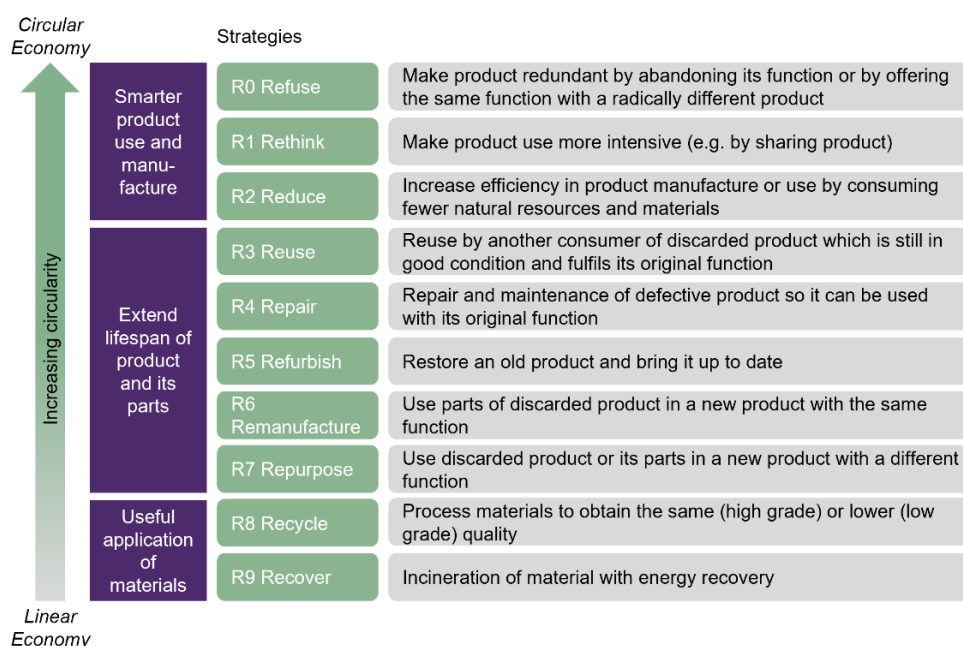 Circular
Economy
Strategies
Increasing circularity
Smarter
product
use and
manu-
facture
R0 Refuse
Make product redundant by abandoning its function or by offering
the same function with a radically different product
R1 Rethink
Make product use more intensive (e.g. by sharing product)
R2 Reduce
Increase efficiency in product manufacture or use by consuming
fewer natural resources and materials
Extend
lifespan of
product
and its
parts
R3 Reuse
Reuse by another consumer of discarded product which is still in
good condition and fulfils its original function
R4 Repair
Repair and maintenance of defective product so it can be used
with its original function
R5 Refurbish
Restore an old product and bring it up to date
R6
Remanufacture
Use parts of discarded product in a new product with the same
function
R7 Repurpose
Use discarded product or its parts in a new product with a different
function
Useful
application
of
materials
R8 Recycle
Process materials to obtain the same (high grade) or lower (low
grade) quality
R9 Recover
Incineration of material with energy recovery
Linear
Economy